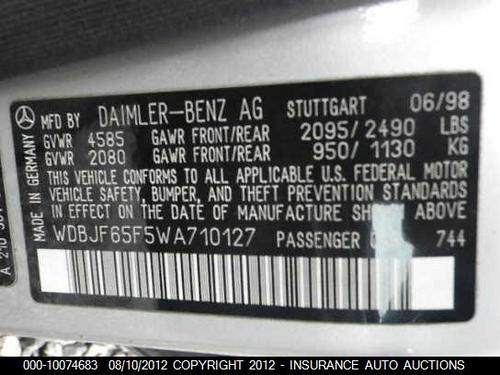 DAIMLER-BENZ AG STUTTGART 06/98
GVWR 4585 GAWR FRONT/REAR 2095/2490 LBS
GVWR 2080 GAWR FRONT/REAR 950/1130 KG
THIS VEHICLE CONFORMS TO ALL APPLICABLE U.S. FEDERAL MOTOR
VEHICLE SAFETY, BUMPER, AND THEFT PREVENTION STANDARDS
IN EFFECT ON THE DATE OF MANUFACTURE SHOWN ABOVE
WDBJF65F5WA710127 PASSENGER 744
MADE IN GERMANY
000-10074683 08/10/2012 COPYRIGHT 2012 - INSURANCE AUTO AUCTIONS